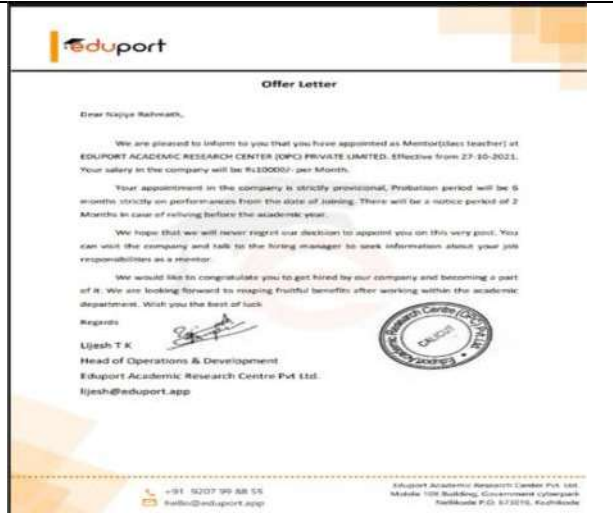 eduport
Offer Letter
Dear Najiya Rahmath,
We are pleased to inform to you that you have appointed as Mentor(class teacher) at
EDUPORT ACADEMIC RESEARCH CENTER (OPC) PRIVATE LIMITED. Effective from 27-10-2021.
Your salary in the company will be Rs10000/- per Month.
Your appointment in the company is strictly provisional, Probation period will be 6
months strictly on performances from the date of Joining. There will be a notice period of 2
Months in case of reliving before the academic year.
We hope that we will never regret our decision to appoint you on this very post. You
can visit the company and talk to the hiring manager to seek information about your job
responsibilities as a mentor.
We would like to congratulate you to get hired by our company and becoming a part
of it. We are looking forward to reaping fruitful benefits after working within the academic
department. Wish you the best of luck
Regards
Lijesh T K
Head of Operations & Development
Eduport Academic Research Centre Pvt Ltd.
lijesh@eduport.app
Eduport Academic Research Centre (OPC) Pvt Ltd
CALICUT
+91 9207 99 88 55
hello@eduport.app
Eduport Academic Research Center Pvt. Ltd.
Mobile 10X Building, Government cyberpark
Nellikode P.O. 673016, Kozhikode